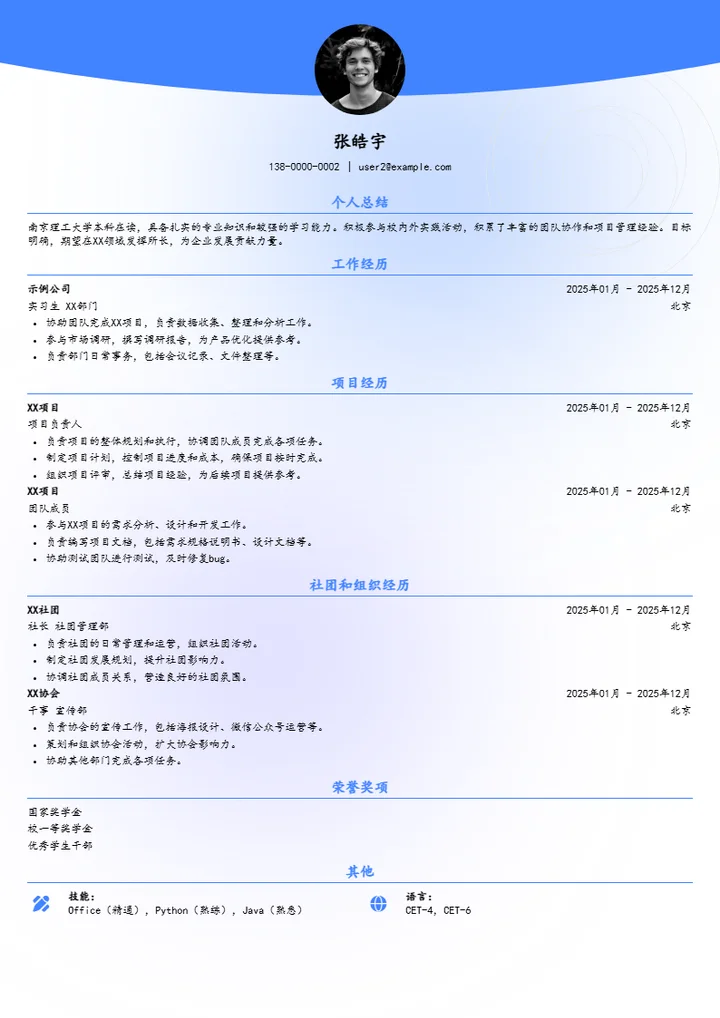 张皓宇
138-0000-0002 | user2@example.com
个人总结
南京理工大学本科在读，具备扎实的专业知识和较强的学习能力。积极参与校内外实践活动，积累了丰富的团队协作和项目管理经验。目标
明确，期望在XX领域发挥所长，为企业发展贡献力量。
工作经历
示例公司 2025年01月 - 2025年12月
实习生 XX部门 北京
• 协助团队完成XX项目，负责数据收集、整理和分析工作。
• 参与市场调研，撰写调研报告，为产品优化提供参考。
• 负责部门日常事务，包括会议记录、文件整理等。
项目经历
XX项目 2025年01月 - 2025年12月
项目负责人 北京
• 负责项目的整体规划和执行，协调团队成员完成各项任务。
• 制定项目计划，控制项目进度和成本，确保项目按时完成。
• 组织项目评审，总结项目经验，为后续项目提供参考。
XX项目 2025年01月 - 2025年12月
团队成员 北京
• 参与XX项目的需求分析、设计和开发工作。
• 负责编写项目文档，包括需求规格说明书、设计文档等。
• 协助测试团队进行测试，及时修复bug。
社团和组织经历
XX社团 2025年01月 - 2025年12月
社长 社团管理部 北京
• 负责社团的日常管理和运营，组织社团活动。
• 制定社团发展规划，提升社团影响力。
• 协调社团成员关系，营造良好的社团氛围。
XX协会 2025年01月 - 2025年12月
干事 宣传部 北京
• 负责协会的宣传工作，包括海报设计、微信公众号运营等。
• 策划和组织协会活动，扩大协会影响力。
• 协助其他部门完成各项任务。
荣誉奖项
国家奖学金
校一等奖学金
优秀学生干部
其他
技能：
Office（精通）, Python（熟练）, Java（熟悉）
语言：
CET-4, CET-6